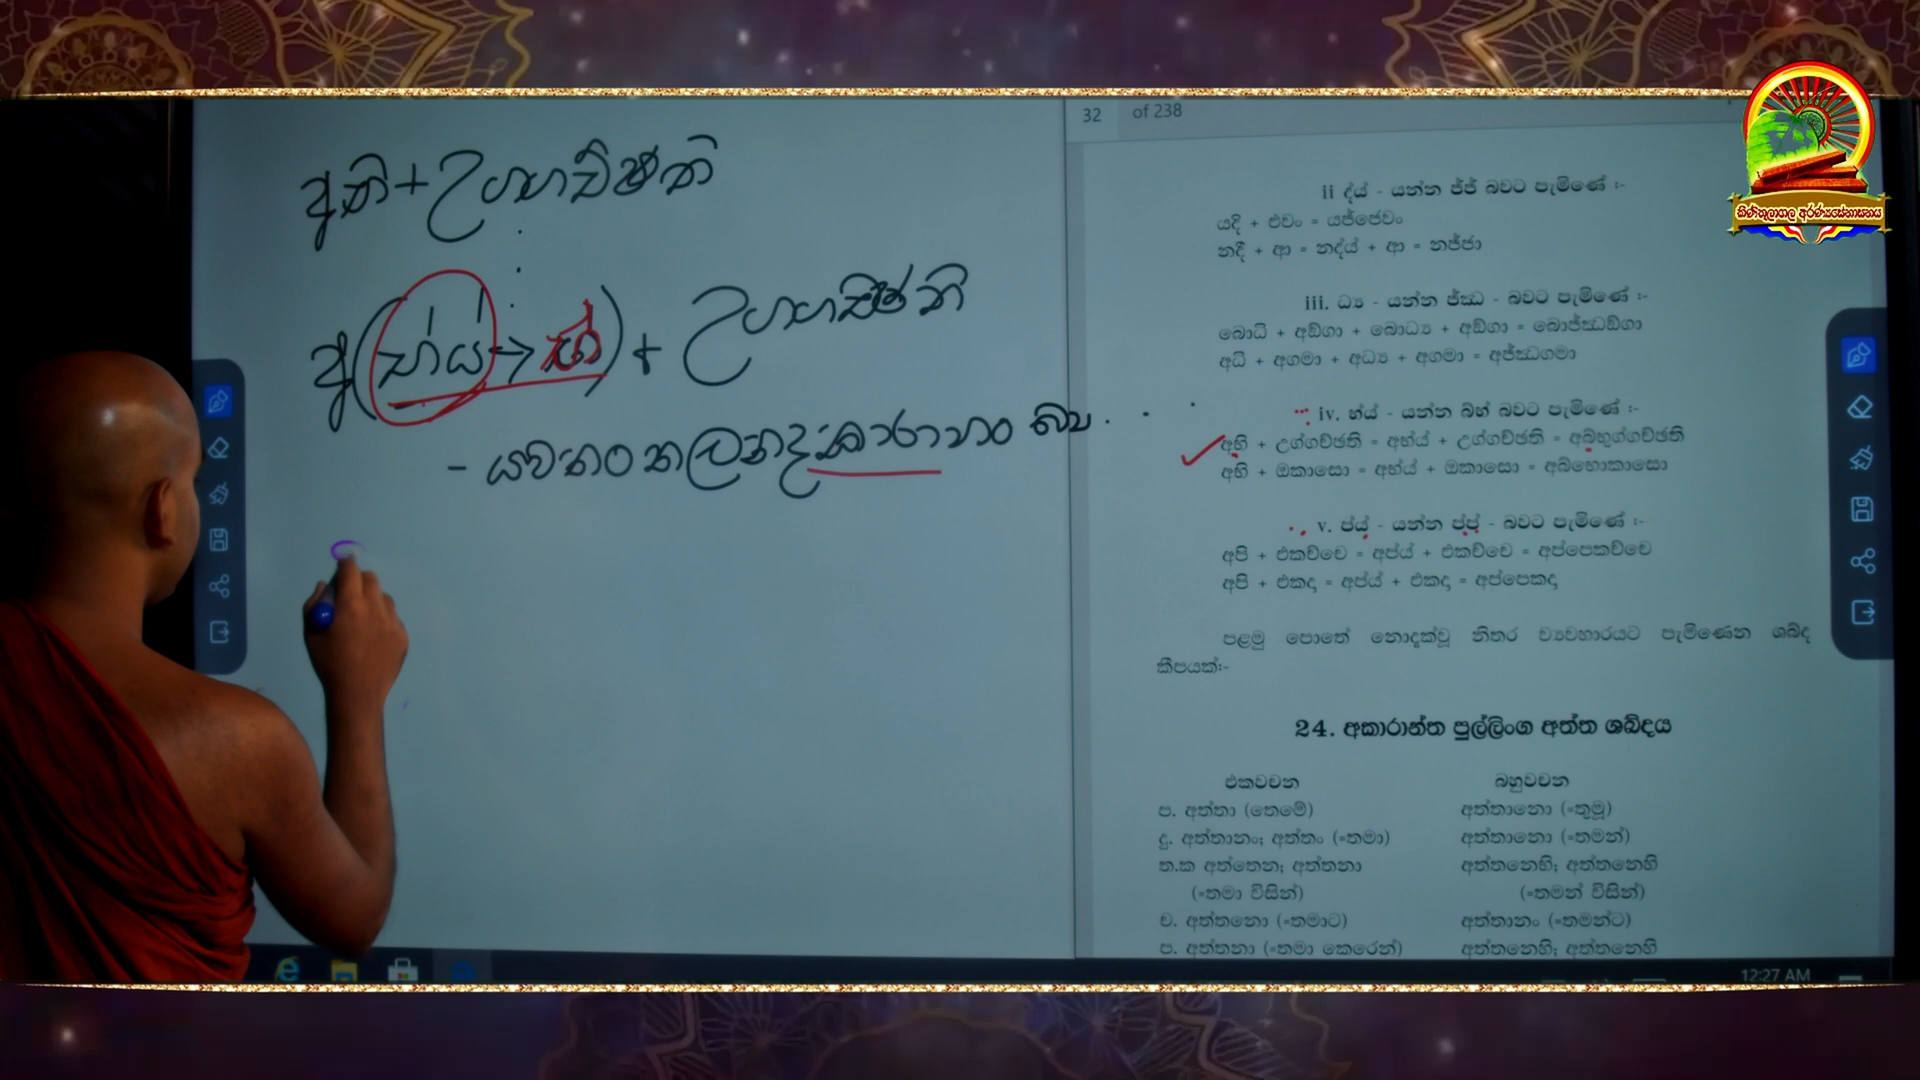 අභි+උග්ගච්ඡති
අ(භ්ය→භ)+උග්ගච්ඡති
- යවතං තලනදකාරානං ...
32 of 238
ii ද්ය් - යන්න ජ්ජ් බවට පැමිණේ :-
යදි + එවං = යජ්ජෙවං
නදී + ආ = නද්ය් + ආ = නජ්ජා
iii. ධ්‍ය - යන්න ජ්ඣ - බවට පැමිණේ :-
බොධි + අඞ්ගා + බොධ්‍ය + අඞ්ගා = බොජ්ඣඞ්ගා
අධි + අගමා + අධ්‍ය + අගමා = අජ්ඣගමා
iv. භ්ය් - යන්න බ්භ් බවට පැමිණේ :-
අභි + උග්ගච්ඡති = අභ්ය් + උග්ගච්ඡති = අබ්භුග්ගච්ඡති
අභි + ඔකාසො = අභ්ය් + ඔකාසො = අබ්භොකාසො
v. ප්ය් - යන්න ප්ප් - බවට පැමිණේ :-
අපි + එකච්චෙ = අප්ය් + එකච්චෙ = අප්පෙකච්චෙ
අපි + එකදා = අප්ය් + එකදා = අප්පෙකදා
පළමු පොතේ නොදැක්වූ නිතර ව්‍යවහාරයට පැමිණෙන ශබ්ද
කීපයක්:-
24. අකාරාන්ත පුල්ලිංග අත්ත ශබ්දය
එකවචන බහුවචන
ප. අත්තා (තෙමේ) අත්තානො (=තුමූ)
දු. අත්තානං; අත්තං (=තමා) අත්තානො (=තමන්)
ත.ක අත්තෙන; අත්තනා අත්තනෙභි; අත්තනෙහි
(=තමා විසින්) (=තමන් විසින්)
ච. අත්තනො (=තමාට) අත්තානං (=තමන්ට)
ප. අත්තනා (=තමා කෙරෙන්) අත්තනෙහි; අත්තනෙහි
12:27 AM
කිණිතුලාගල අරණ්‍යසේනාසනය